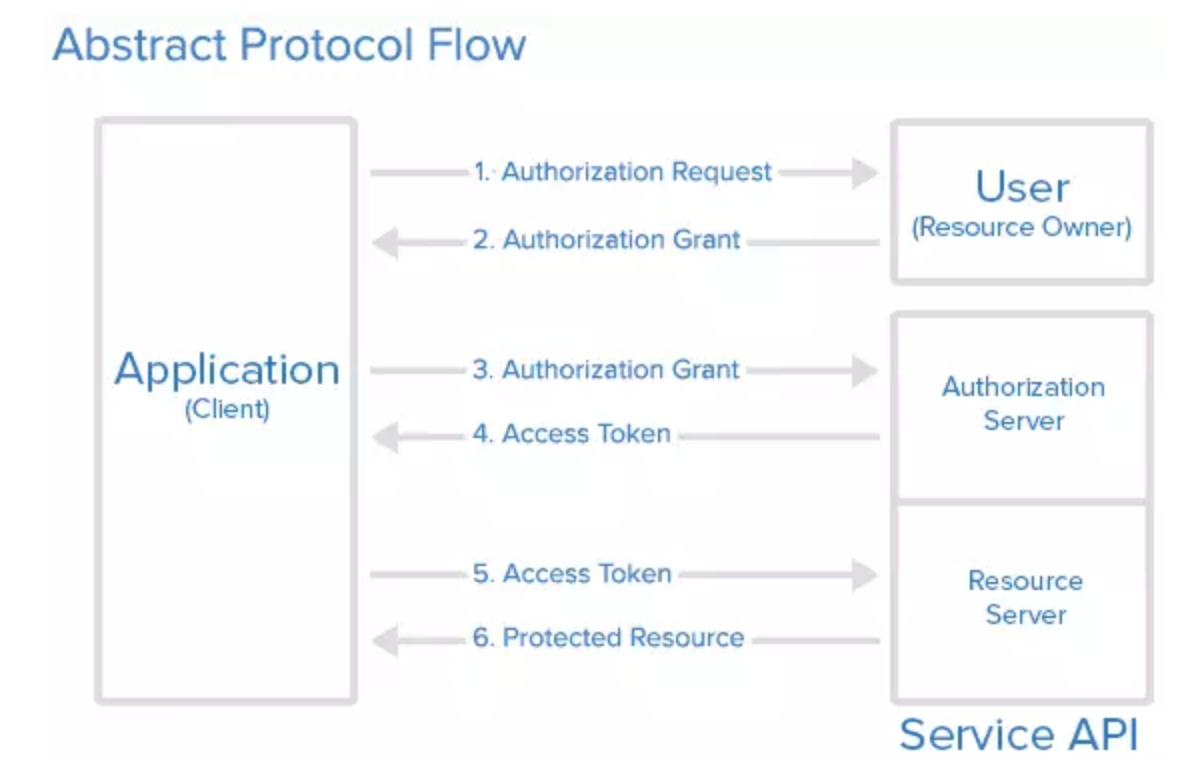 Abstract Protocol Flow
1. Authorization Request
User
(Resource Owner)
2. Authorization Grant
Application
(Client)
3. Authorization Grant
Authorization
Server
4. Access Token
5. Access Token
Resource
Server
6. Protected Resource
Service API